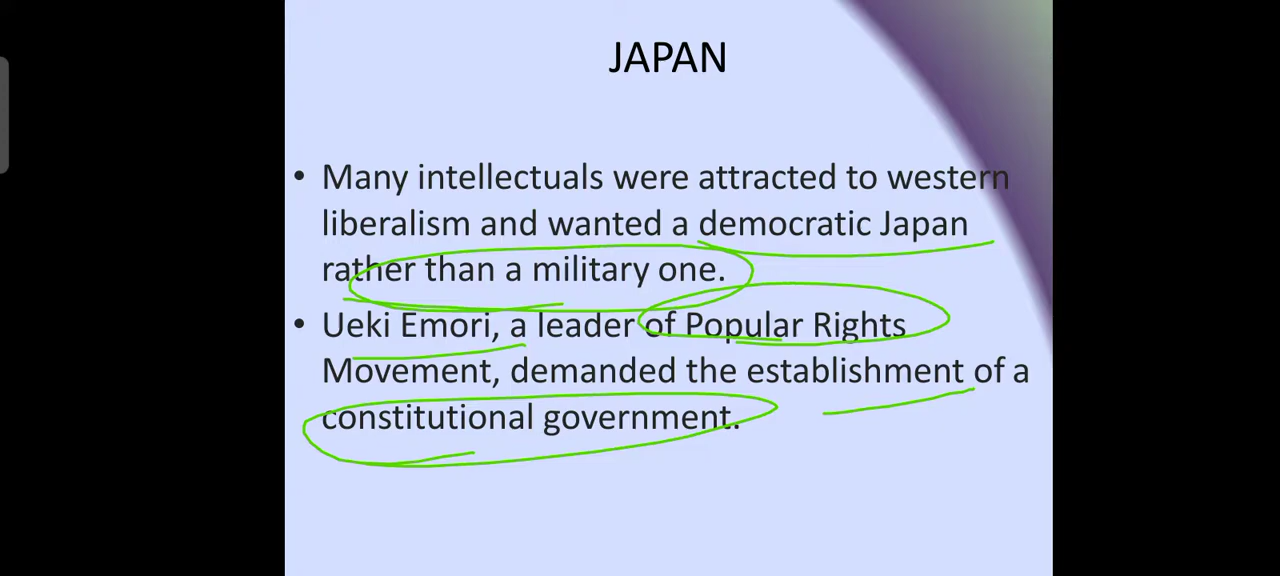 JAPAN
• Many intellectuals were attracted to western
liberalism and wanted a democratic Japan
rather than a military one.
• Ueki Emori, a leader of Popular Rights
Movement, demanded the establishment of a
constitutional government.